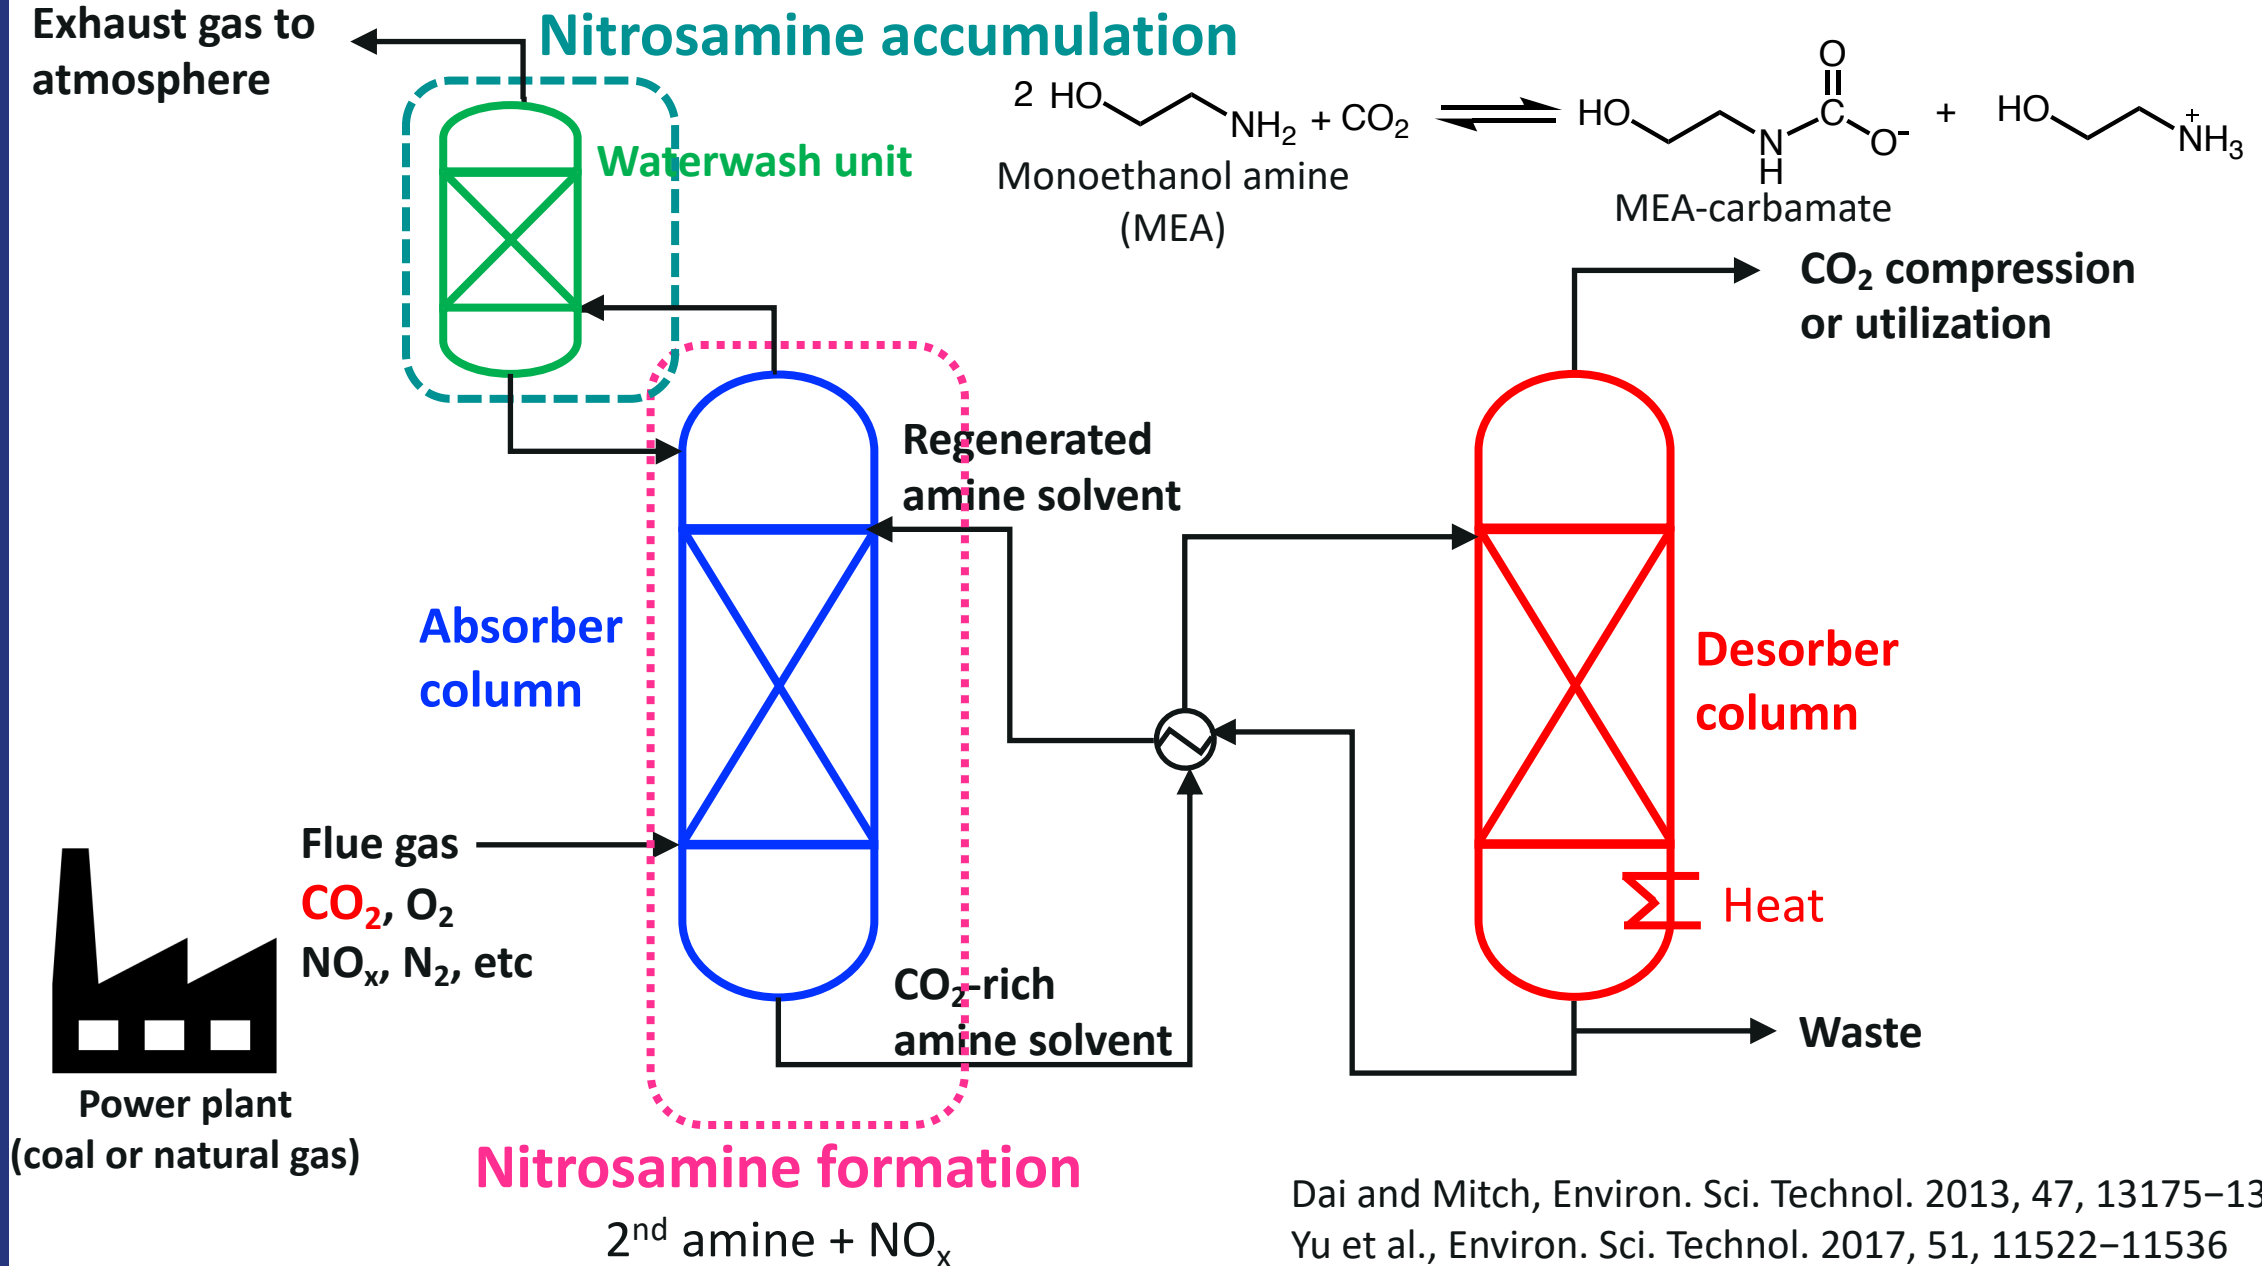 Exhaust gas to
atmosphere
Nitrosamine accumulation
Waterwash unit
2 HO NH2 + CO2 HO N H C O O- + HO NH3+
Monoethanol amine
(MEA)
MEA-carbamate
CO2 compression
or utilization
Regenerated
amine solvent
Absorber
column
Desorber
column
Flue gas
CO2, O2
NOx, N2, etc
Heat
CO2-rich
amine solvent
Waste
Power plant
(coal or natural gas)
Nitrosamine formation
2nd amine + NOx
Dai and Mitch, Environ. Sci. Technol. 2013, 47, 13175−13
Yu et al., Environ. Sci. Technol. 2017, 51, 11522−11536